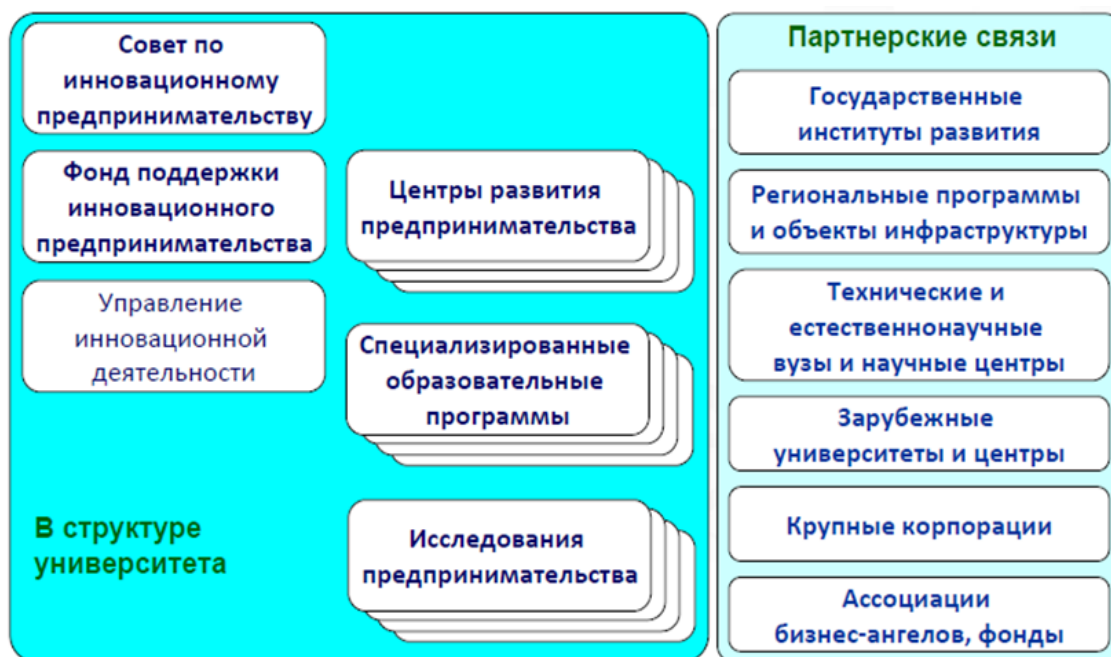 Совет по
инновационному
предпринимательству
Фонд поддержки
инновационного
предпринимательства
Управление
инновационной
деятельности
В структуре
университета
Центры развития
предпринимательства
Специализированные
образовательные
программы
Исследования
предпринимательства
Партнерские связи
Государственные
институты развития
Региональные программы
и объекты инфраструктуры
Технические и
естественнонаучные
вузы и научные центры
Зарубежные
университеты и центры
Крупные корпорации
Ассоциации
бизнес-ангелов, фонды